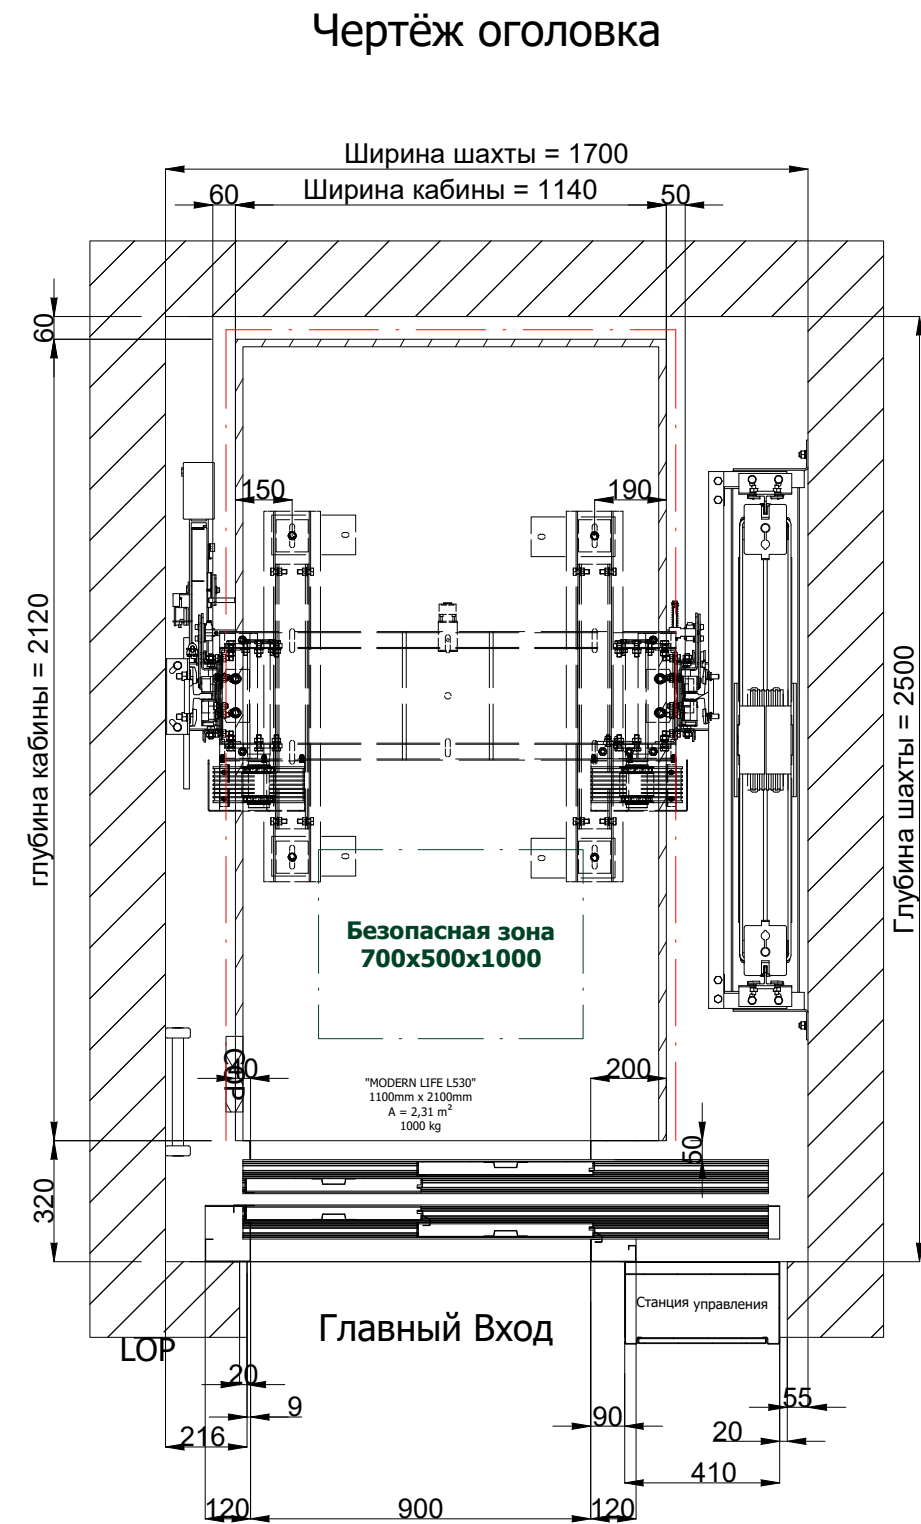 Чертёж оголовка
Ширина шахты = 1700
60
Ширина кабины = 1140
50
60
глубина кабины = 2120
Глубина шахты = 2500
150
190
Безопасная зона
700x500x1000
COP
40
200
"MODERN LIFE L530"
1100mm x 2100mm
A = 2,31 m²
1000 kg
50
320
Станция управления
Главный Вход
LOP
20
9
216
90
55
20
410
120
900
120